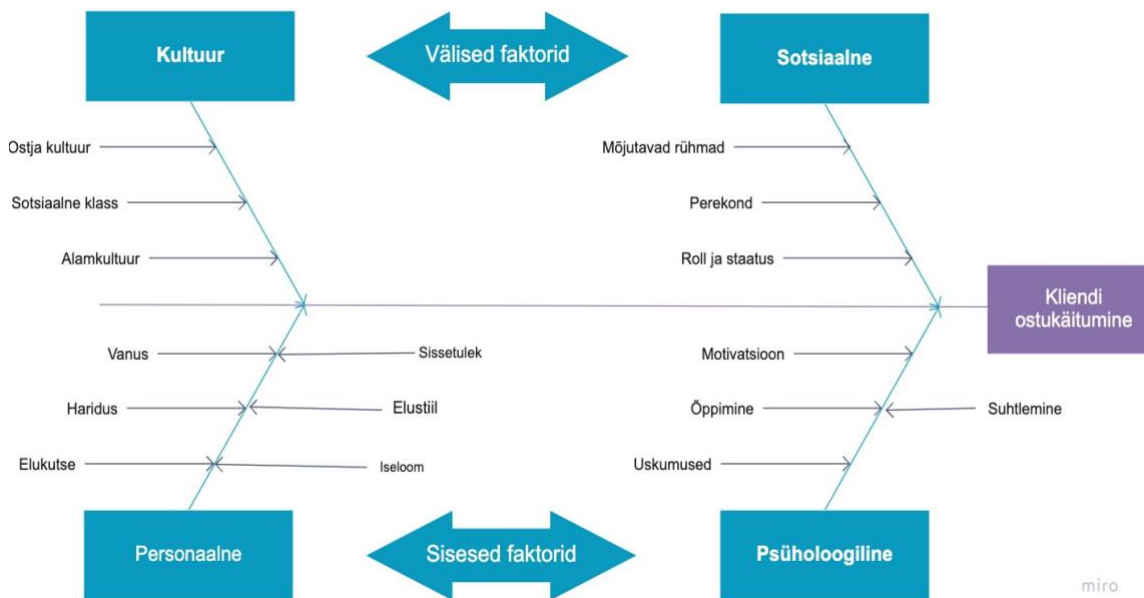 Kultuur
Välised faktorid
Sotsiaalne
Ostja kultuur
Mõjutavad rühmad
Sotsiaalne klass
Perekond
Alamkultuur
Roll ja staatus
Kliendi
ostukäitumine
Vanus
Sissetulek
Motivatsioon
Haridus
Elustiil
Õppimine
Suhtlemine
Elukutse
Iseloom
Uskumused
Personaalne
Sisesed faktorid
Psüholoogiline
miro